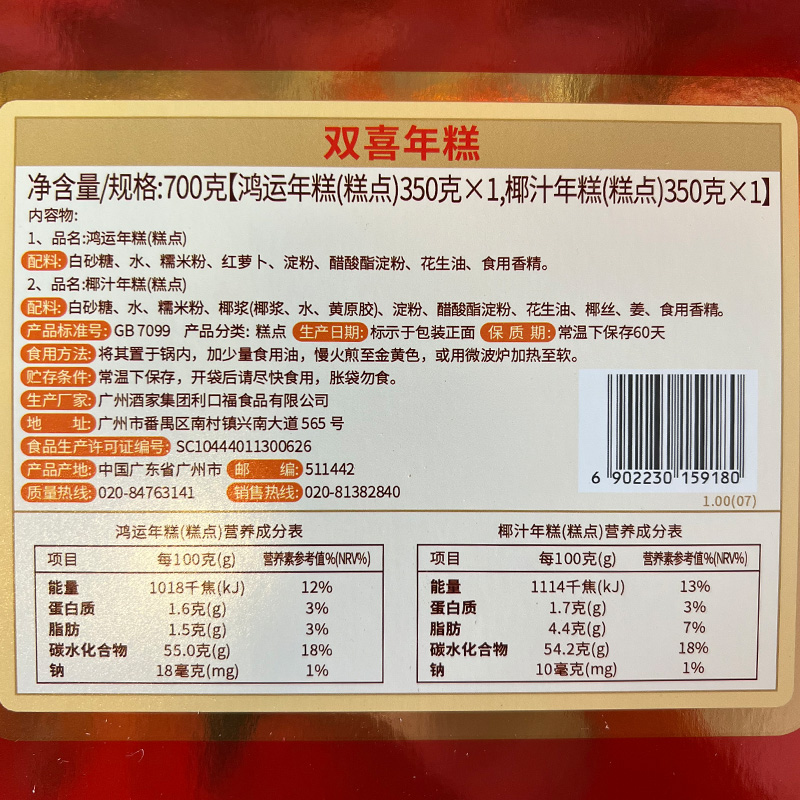 双喜年糕
净含量/规格:700克【鸿运年糕(糕点)350克×1,椰汁年糕(糕点)350克×1】
内容物:
1、品名:鸿运年糕(糕点)
配料:白砂糖、水、糯米粉、红萝卜、淀粉、醋酸酯淀粉、花生油、食用香精。
2、品名:椰汁年糕(糕点)
配料:白砂糖、水、糯米粉、椰浆(椰浆、水、黄原胶)、淀粉、醋酸酯淀粉、花生油、椰丝、姜、食用香精。
产品标准号:GB 7099 产品分类: 糕点 生产日期:标示于包装正面 保质期:常温下保存60天
食用方法:将其置于锅内，加少量食用油，慢火煎至金黄色，或用微波炉加热至软。
贮存条件:常温下保存，开袋后请尽快食用，胀袋勿食。
生产厂家:广州酒家集团利口福食品有限公司
地 址:广州市番禺区南村镇兴南大道 565 号
食品生产许可证编号: SC10444011300626
产品产地:中国广东省广州市 邮 编:511442
质量热线:020-84763141 销售热线:020-81382840
6 902230 159180
1.00(07)
鸿运年糕(糕点)营养成分表
项目 每100克(g) 营养素参考值%(NRV%)
能量 1018千焦(kJ) 12%
蛋白质 1.6克(g) 3%
脂肪 1.5克(g) 3%
碳水化合物 55.0克(g) 18%
钠 18毫克(mg) 1%
椰汁年糕(糕点)营养成分表
项目 每100克(g) 营养素参考值%(NRV%)
能量 1114千焦(kJ) 13%
蛋白质 1.7克(g) 3%
脂肪 4.4克(g) 7%
碳水化合物 54.2克(g) 18%
钠 10毫克(mg) 1%